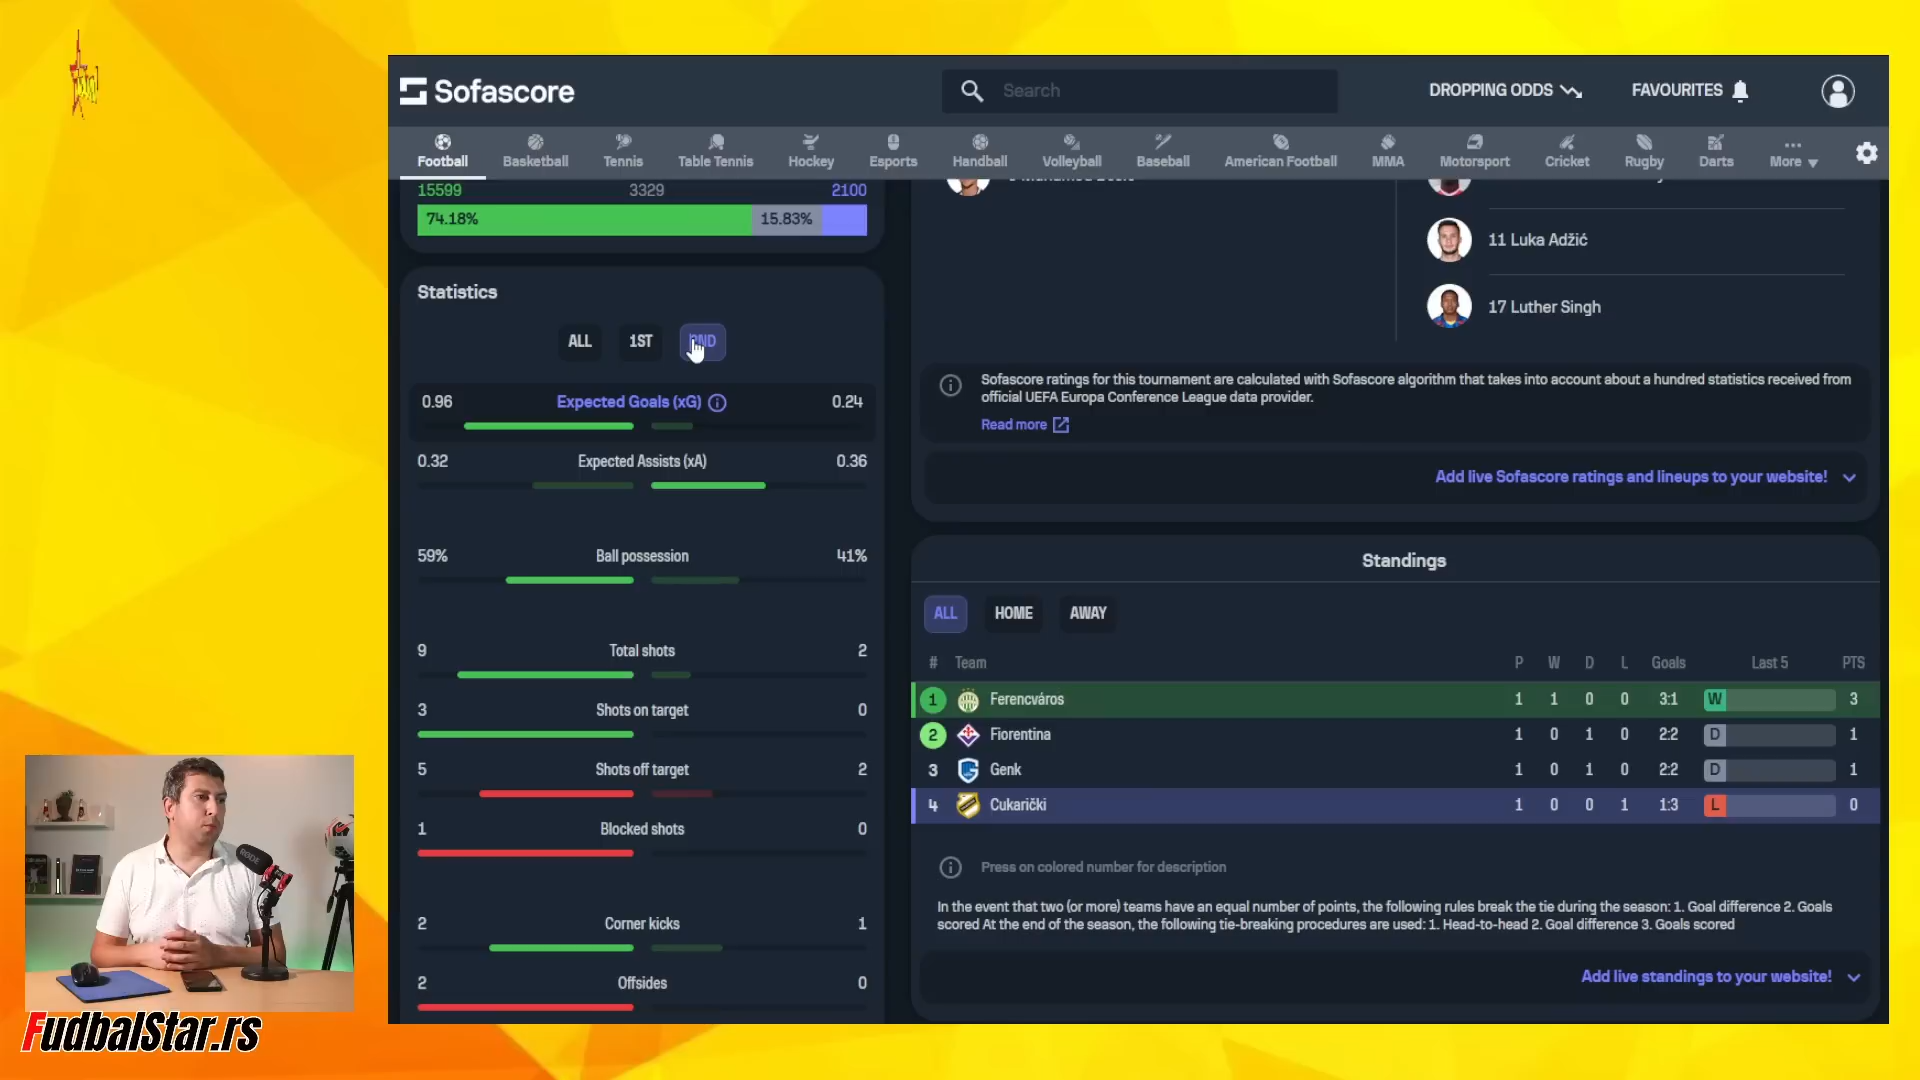 Sofascore
Search
DROPPING ODDS
FAVOURITES
Football
Basketball
Tennis
Table Tennis
Hockey
Esports
Handball
Volleyball
Baseball
American Football
MMA
Motorsport
Cricket
Rugby
Darts
More
15599 3329 2100
74.18% 15.83%
Statistics
ALL 1ST 2ND
0.96 Expected Goals (xG) 0.24
0.32 Expected Assists (xA) 0.36
59% Ball possession 41%
9 Total shots 2
3 Shots on target 0
5 Shots off target 2
1 Blocked shots 0
2 Corner kicks 1
2 Offsides 0
11 Luka Adžić
17 Luther Singh
Sofascore ratings for this tournament are calculated with Sofascore algorithm that takes into account about a hundred statistics received from
official UEFA Europa Conference League data provider.
Read more
Add live Sofascore ratings and lineups to your website!
Standings
ALL HOME AWAY
# Team P W D L Goals Last 5 PTS
1 Ferencváros 1 1 0 0 3:1 W 3
2 Fiorentina 1 0 1 0 2:2 D 1
3 Genk 1 0 1 0 2:2 D 1
4 Cukarički 1 0 0 1 1:3 L 0
Press on colored number for description
In the event that two (or more) teams have an equal number of points, the following rules break the tie during the season: 1. Goal difference 2. Goals
scored At the end of the season, the following tie-breaking procedures are used: 1. Head-to-head 2. Goal difference 3. Goals scored
Add live standings to your website!
RØDE
FudbalStar.rs